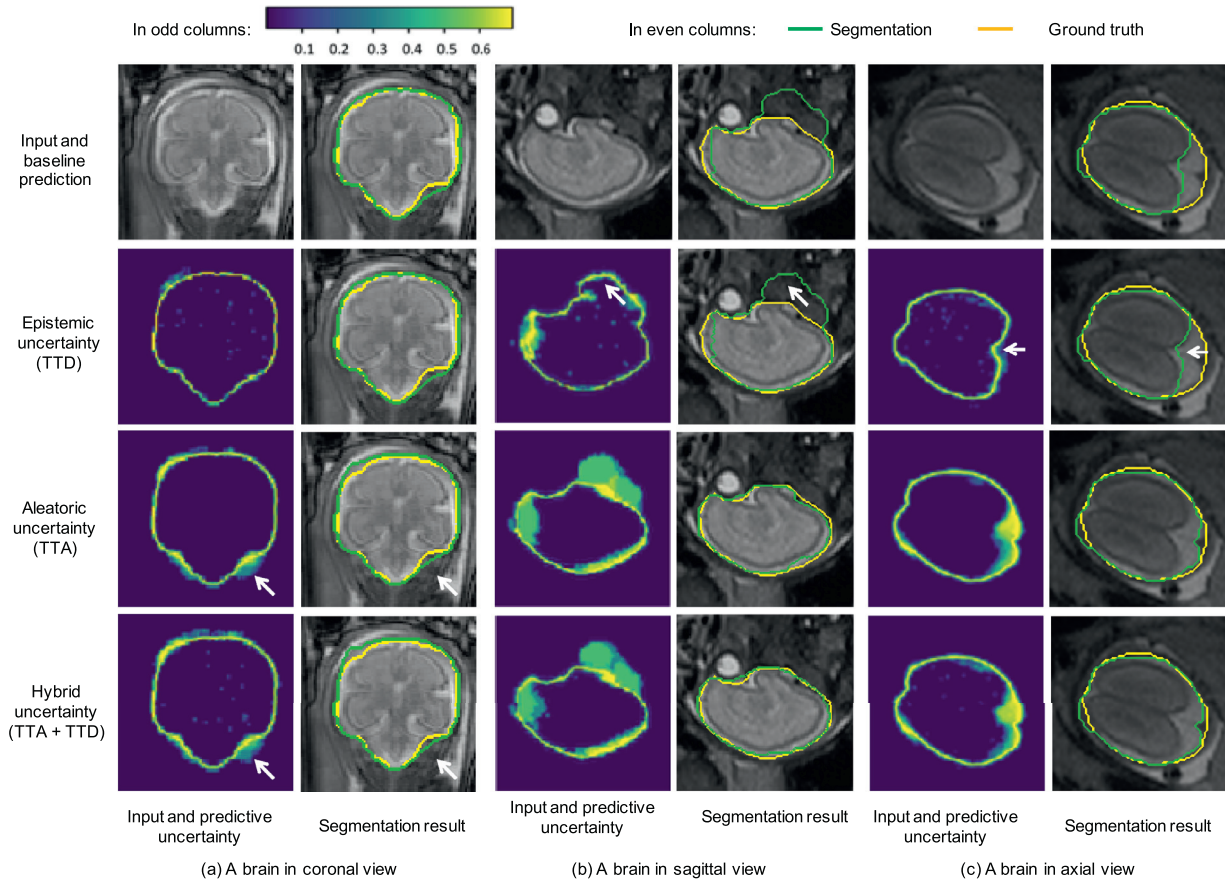 In odd columns:
0.1 0.2 0.3 0.4 0.5 0.6
In even columns:
Segmentation
Ground truth
Input and
baseline
prediction
Epistemic
uncertainty
(TTD)
Aleatoric
uncertainty
(TTA)
Hybrid
uncertainty
(TTA + TTD)
Input and predictive
uncertainty
Segmentation result
Input and predictive
uncertainty
Segmentation result
Input and predictive
uncertainty
Segmentation result
(a) A brain in coronal view
(b) A brain in sagittal view
(c) A brain in axial view